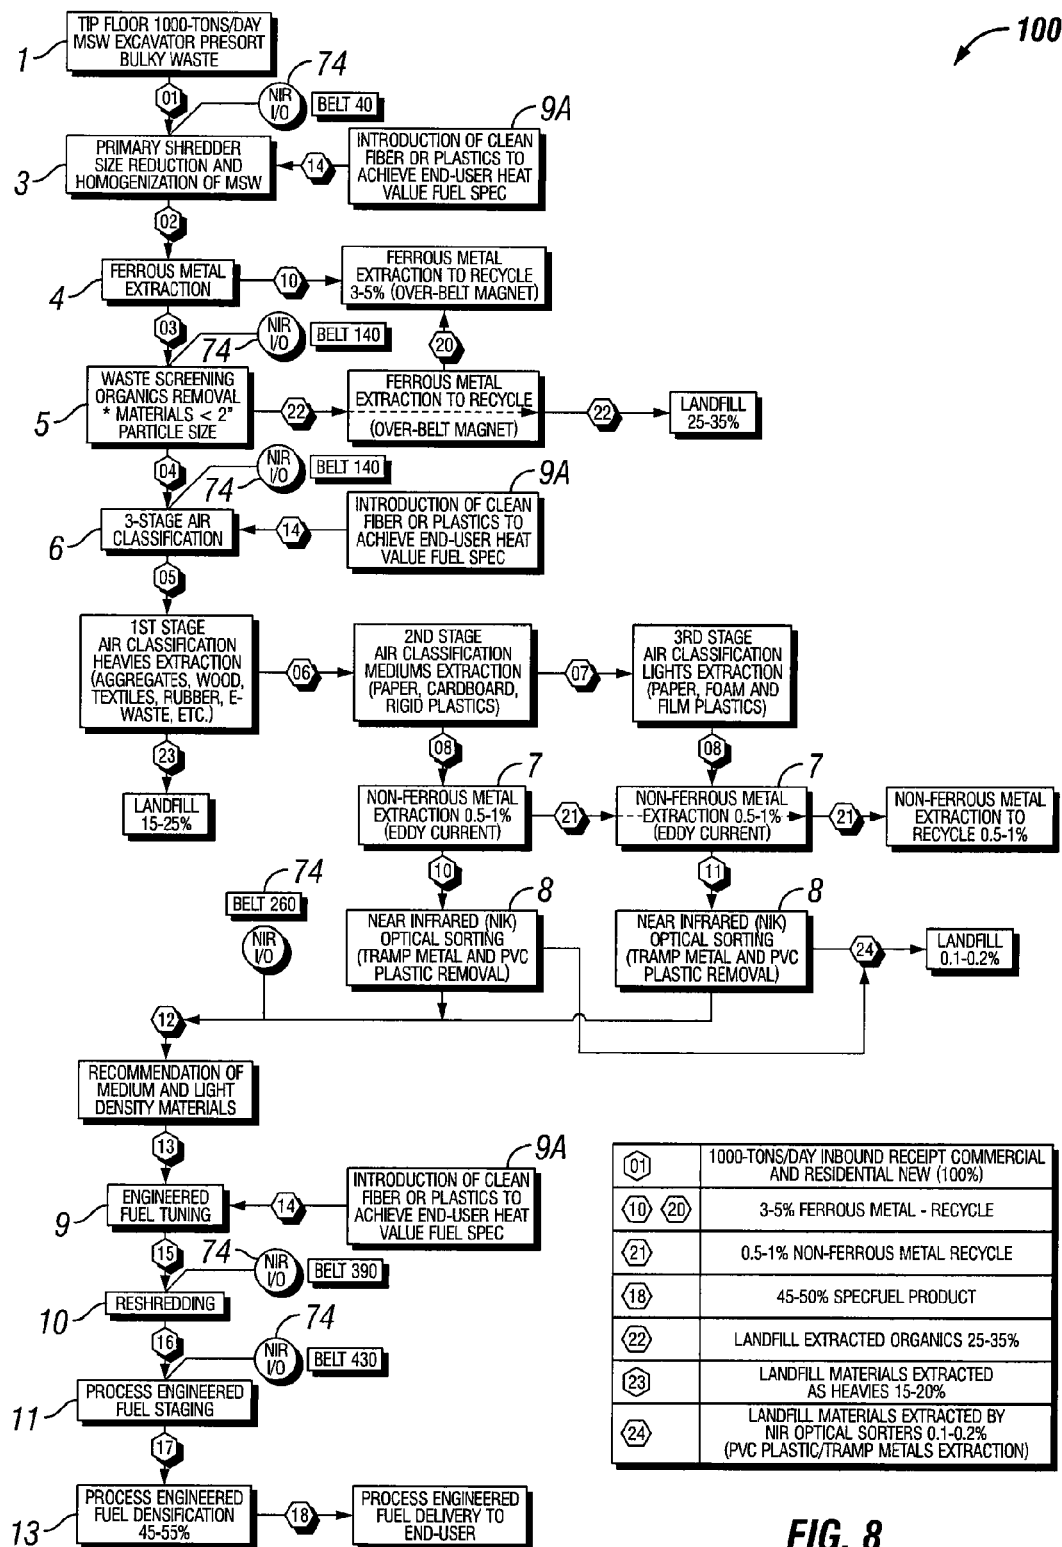 100
TIP FLOOR 1000-TONS/DAY
MSW EXCAVATOR PRESORT
BULKY WASTE
1
74
01
NIR
I/O
BELT 40
9A
PRIMARY SHREDDER
SIZE REDUCTION AND
HOMOGENIZATION OF MSW
3
14
INTRODUCTION OF CLEAN
FIBER OR PLASTICS TO
ACHIEVE END-USER HEAT
VALUE FUEL SPEC
02
FERROUS METAL
EXTRACTION
4
10
FERROUS METAL
EXTRACTION TO RECYCLE
3-5% (OVER-BELT MAGNET)
03
NIR
I/O
BELT 140
74
20
WASTE SCREENING
ORGANICS REMOVAL
* MATERIALS < 2"
PARTICLE SIZE
5
22
FERROUS METAL
EXTRACTION TO RECYCLE
(OVER-BELT MAGNET)
22
LANDFILL
25-35%
04
NIR
I/O
BELT 140
74
9A
3-STAGE AIR
CLASSIFICATION
6
14
INTRODUCTION OF CLEAN
FIBER OR PLASTICS TO
ACHIEVE END-USER HEAT
VALUE FUEL SPEC
05
1ST STAGE
AIR CLASSIFICATION
HEAVIES EXTRACTION
(AGGREGATES, WOOD,
TEXTILES, RUBBER, E-
WASTE, ETC.)
06
2ND STAGE
AIR CLASSIFICATION
MEDIUMS EXTRACTION
(PAPER, CARDBOARD,
RIGID PLASTICS)
07
3RD STAGE
AIR CLASSIFICATION
LIGHTS EXTRACTION
(PAPER, FOAM AND
FILM PLASTICS)
23
08
08
LANDFILL
15-25%
7
NON-FERROUS METAL
EXTRACTION 0.5-1%
(EDDY CURRENT)
21
7
NON-FERROUS METAL
EXTRACTION 0.5-1%
(EDDY CURRENT)
21
NON-FERROUS METAL
EXTRACTION TO
RECYCLE 0.5-1%
10
11
74
BELT 260
NIR
I/O
8
NEAR INFRARED (NIK)
OPTICAL SORTING
(TRAMP METAL AND PVC
PLASTIC REMOVAL)
8
NEAR INFRARED (NIK)
OPTICAL SORTING
(TRAMP METAL AND PVC
PLASTIC REMOVAL)
24
LANDFILL
0.1-0.2%
12
RECOMMENDATION OF
MEDIUM AND LIGHT
DENSITY MATERIALS
13
9A
ENGINEERED
FUEL TUNING
9
14
INTRODUCTION OF CLEAN
FIBER OR PLASTICS TO
ACHIEVE END-USER HEAT
VALUE FUEL SPEC
15
74
NIR
I/O
BELT 390
RESHREDDING
10
16
74
NIR
I/O
BELT 430
PROCESS ENGINEERED
FUEL STAGING
11
17
PROCESS ENGINEERED
FUEL DENSIFICATION
45-55%
13
18
PROCESS ENGINEERED
FUEL DELIVERY TO
END-USER
01 1000-TONS/DAY INBOUND RECEIPT COMMERCIAL
AND RESIDENTIAL NEW (100%)
10 20 3-5% FERROUS METAL - RECYCLE
21 0.5-1% NON-FERROUS METAL RECYCLE
18 45-50% SPECFUEL PRODUCT
22 LANDFILL EXTRACTED ORGANICS 25-35%
23 LANDFILL MATERIALS EXTRACTED
AS HEAVIES 15-20%
24 LANDFILL MATERIALS EXTRACTED BY
NIR OPTICAL SORTERS 0.1-0.2%
(PVC PLASTIC/TRAMP METALS EXTRACTION)
FIG. 8